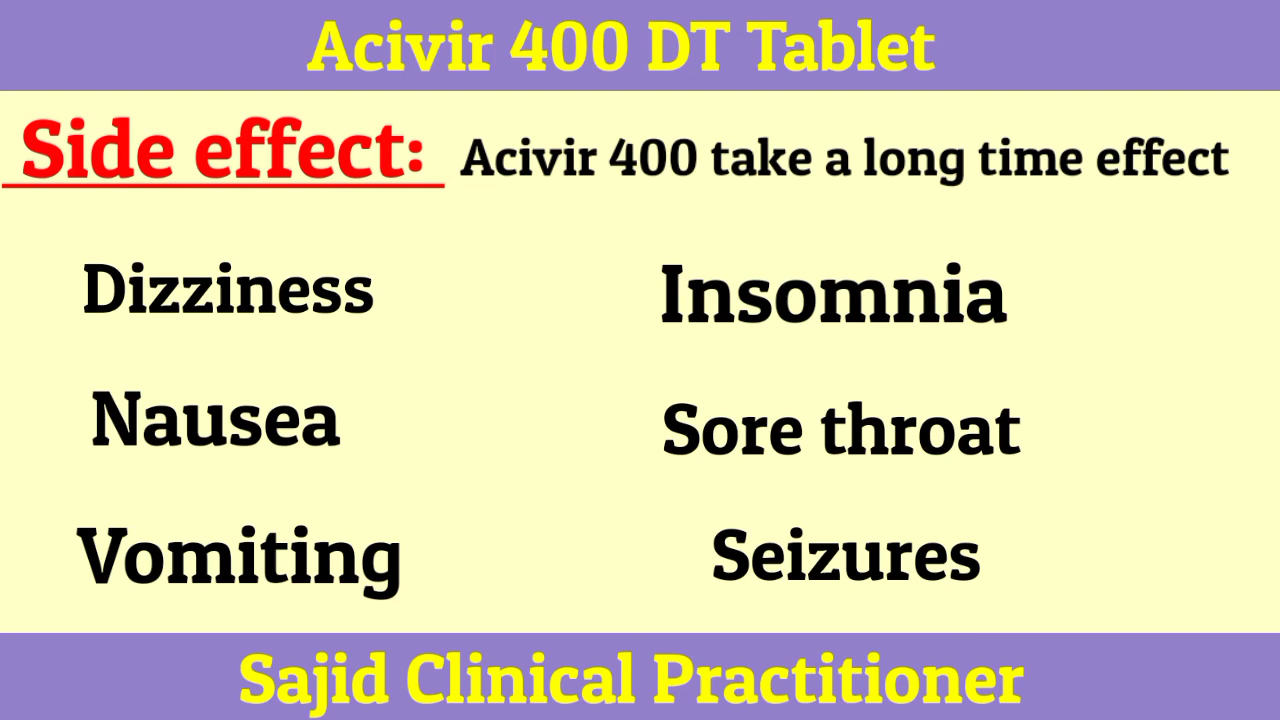 Acivir 400 DT Tablet
Side effect: Acivir 400 take a long time effect
Dizziness Insomnia
Nausea Sore throat
Vomiting Seizures
Sajid Clinical Practitioner